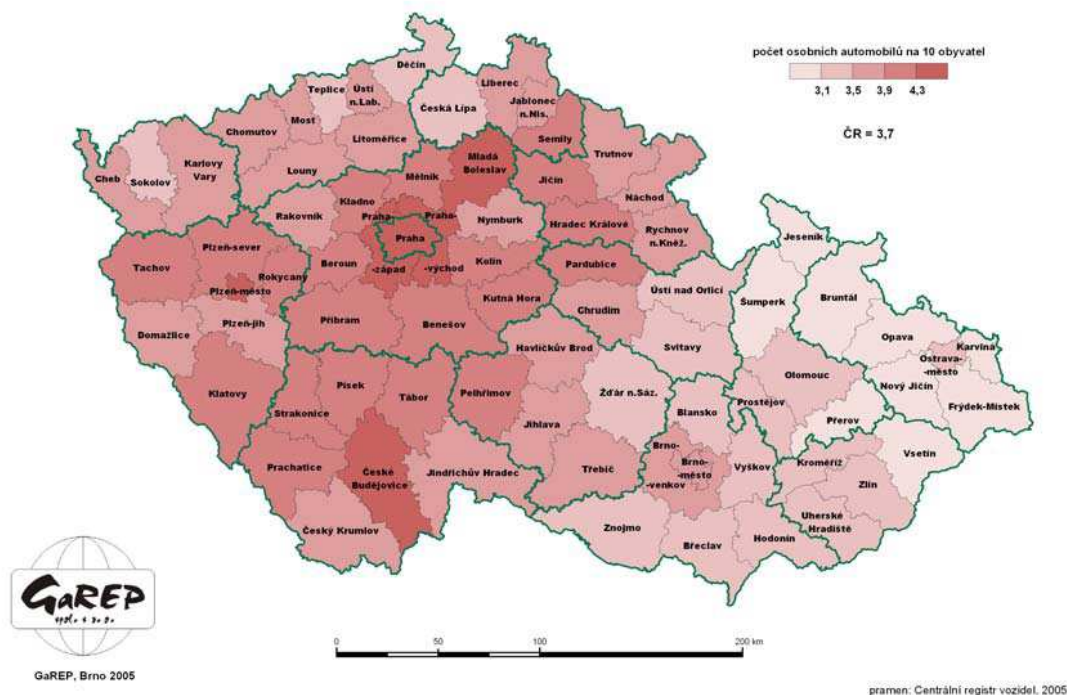 počet osobních automobilů na 10 obyvatel
3,1 3,5 3,9 4,3
ČR = 3,7
Děčín
Teplice
Ústí
n.Lab.
Liberec
Česká Lípa
Jablonec
n.Nis.
Most
Chomutov
Litoměřice
Semily
Trutnov
Karlovy
Vary
Cheb
Sokolov
Louny
Mělník
Mladá
Boleslav
Jičín
Náchod
Rakovník
Kladno
Praha-
Praha-
Nymburk
Hradec Králové
Rychnov
n.Kněž.
Praha
Jeseník
Plzeň-sever
Tachov
Rokycany
Beroun
-západ
-východ
Kolín
Pardubice
Plzeň-město
Ústí nad Orlicí
Šumperk
Bruntál
Kutná Hora
Chrudim
Příbram
Benešov
Plzeň-jih
Domažlice
Havlíčkův Brod
Svitavy
Opava
Karviná
Ostrava-
-město
Olomouc
Nový Jičín
Frýdek-Místek
Klatovy
Písek
Tábor
Pelhřimov
Žďár n.Sáz.
Blansko
Prostějov
Přerov
Strakonice
Jihlava
Vsetín
Brno-
Brno-
-město
Vyškov
Kroměříž
Zlín
Prachatice
České
Budějovice
Jindřichův Hradec
Třebíč
-venkov
Uherské
Hradiště
Český Krumlov
Znojmo
Břeclav
Hodonín
GaREP
spol. s r.o.
GaREP, Brno 2005
0 50 100 200 km
pramen: Centrální registr vozidel, 2005